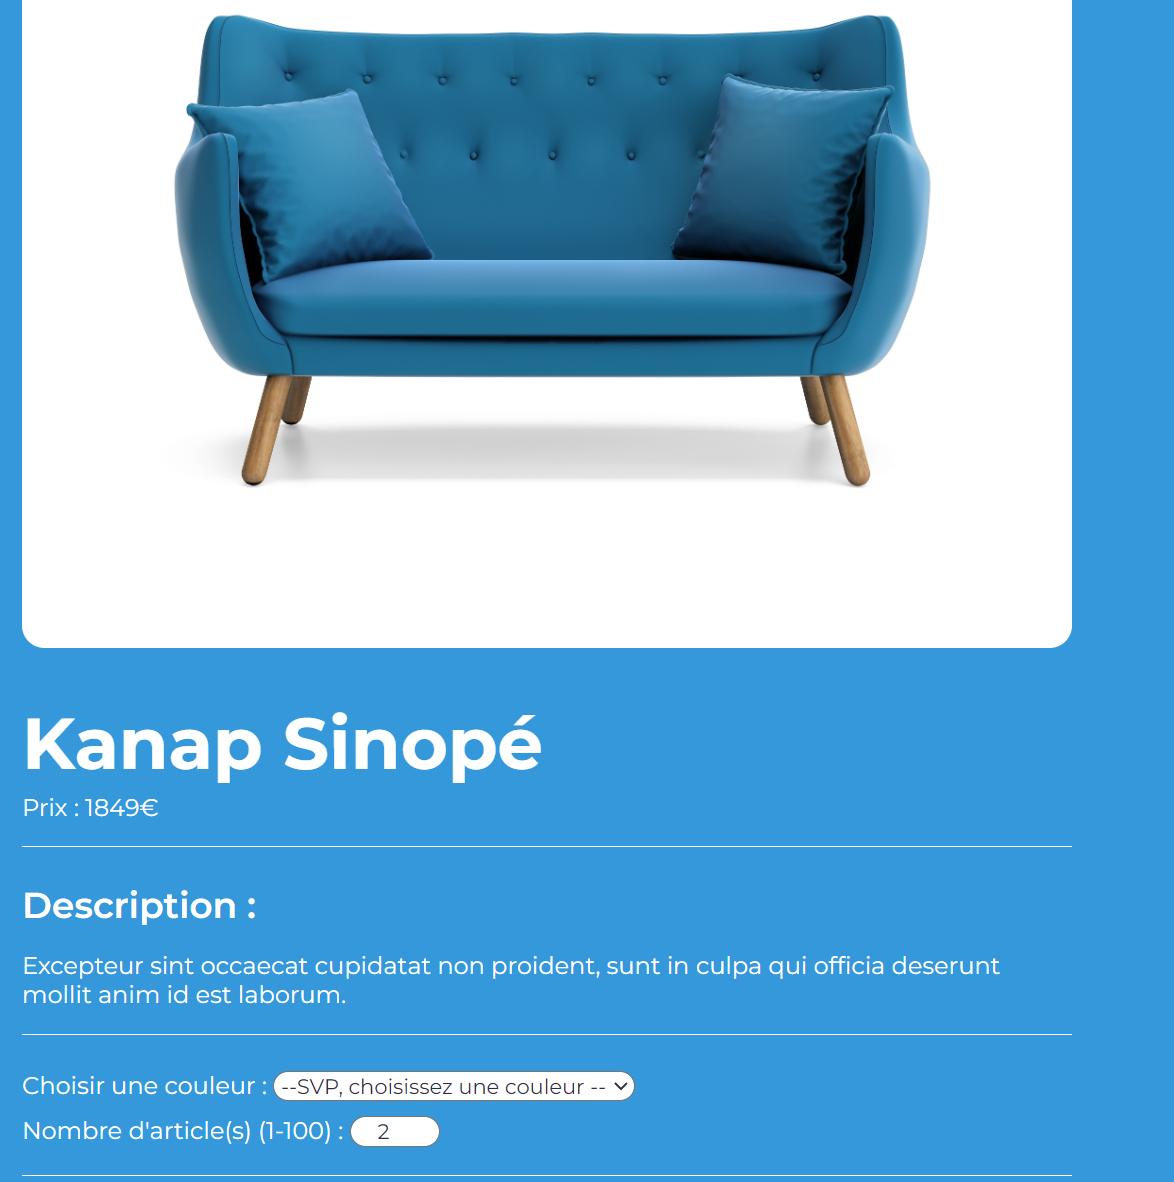 Kanap Sinopé
Prix : 1849€
Description :
Excepteur sint occaecat cupidatat non proident, sunt in culpa qui officia deserunt
mollit anim id est laborum.
Choisir une couleur : --SVP, choisissez une couleur --
Nombre d'article(s) (1-100) : 2